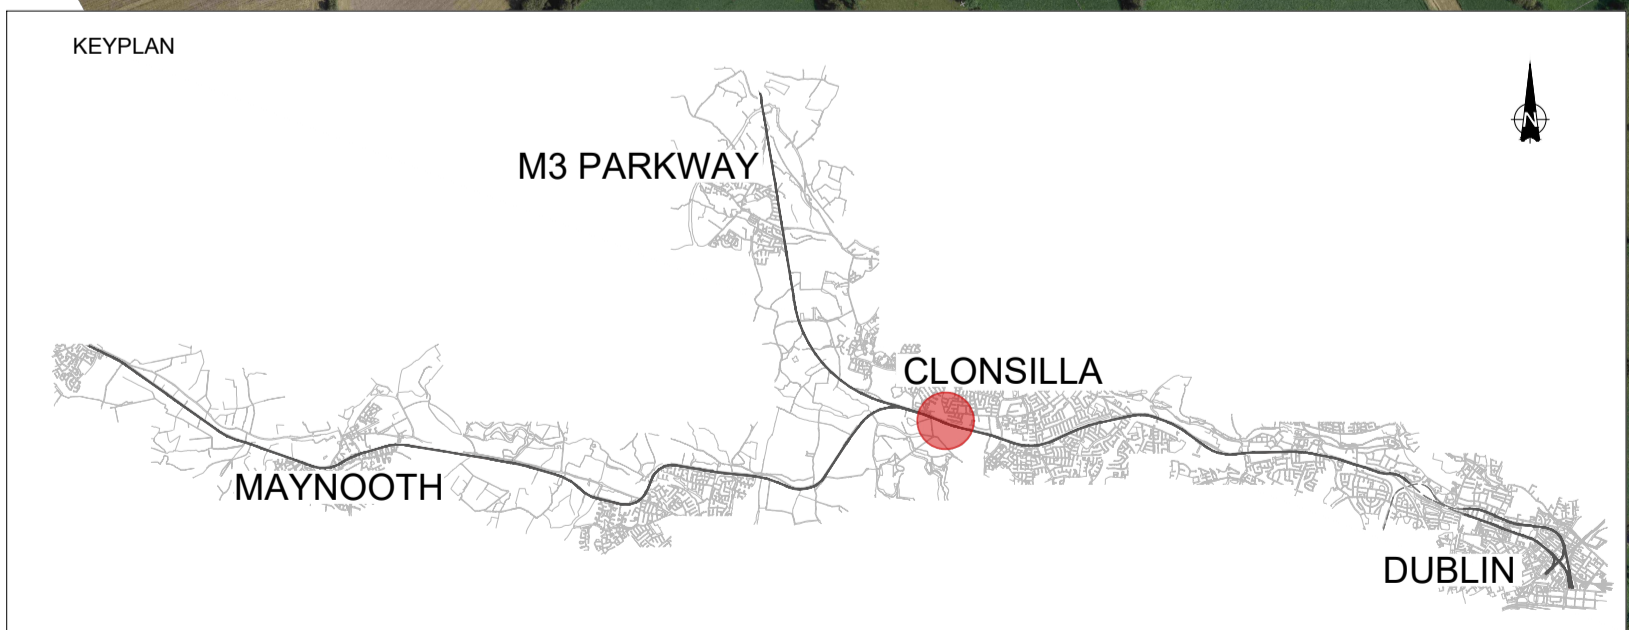 KEYPLAN
N
M3 PARKWAY
CLONSILLA
MAYNOOTH
DUBLIN